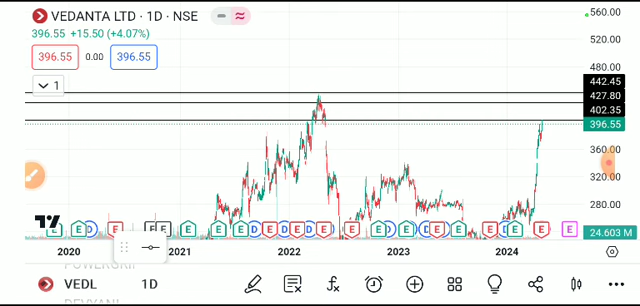 VEDANTA LTD · 1D · NSE
396.55 +15.50 (+4.07%)
396.55 0.00 396.55
1
560.00
520.00
480.00
442.45
427.80
402.35
396.55
360.00
320.00
280.00
24.603 M
E E D E E E E E E D E D E D E E E D E D E E D E E E
2020 2021 2022 2023 2024
POWERGRID
VEDL 1D
DEVYANI